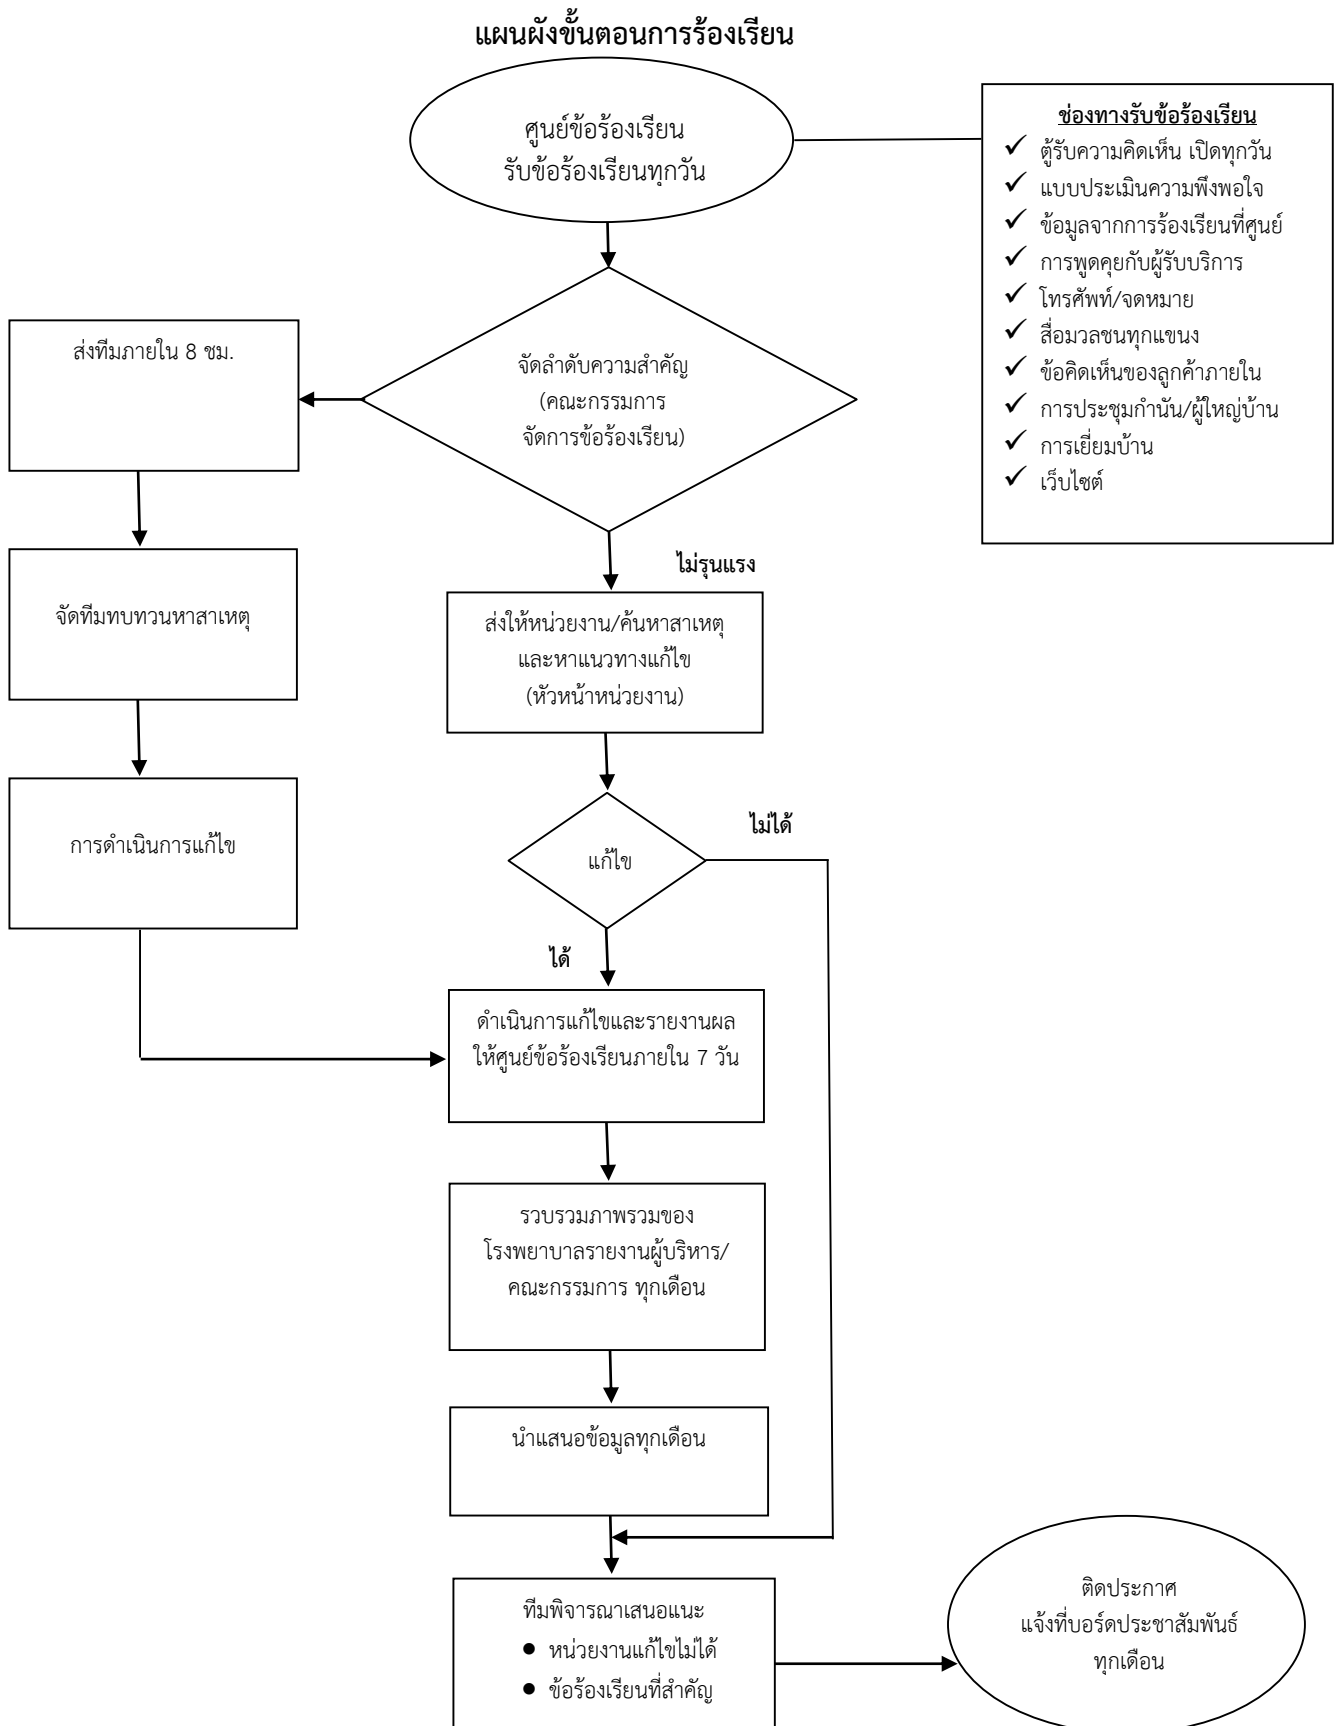 แผนผังขั้นตอนการร้องเรียน
ศูนย์ข้อร้องเรียน
รับข้อร้องเรียนทุกวัน
ช่องทางรับข้อร้องเรียน
✓ ตู้รับความคิดเห็น เปิดทุกวัน
✓ แบบประเมินความพึงพอใจ
✓ ข้อมูลจากการร้องเรียนที่ศูนย์
✓ การพูดคุยกับผู้รับบริการ
✓ โทรศัพท์/จดหมาย
✓ สื่อมวลชนทุกแขนง
✓ ข้อคิดเห็นของลูกค้าภายใน
✓ การประชุมกำนัน/ผู้ใหญ่บ้าน
✓ การเยี่ยมบ้าน
✓ เว็บไซต์
จัดลำดับความสำคัญ
(คณะกรรมการ
จัดการข้อร้องเรียน)
ส่งทีมภายใน 8 ชม.
จัดทีมทบทวนหาสาเหตุ
การดำเนินการแก้ไข
ไม่รุนแรง
ส่งให้หน่วยงาน/ค้นหาสาเหตุ
และหาแนวทางแก้ไข
(หัวหน้าหน่วยงาน)
แก้ไข
ไม่ได้
ได้
ดำเนินการแก้ไขและรายงานผล
ให้ศูนย์ข้อร้องเรียนภายใน 7 วัน
รวบรวมภาพรวมของ
โรงพยาบาลรายงานผู้บริหาร/
คณะกรรมการ ทุกเดือน
นำแสนอข้อมูลทุกเดือน
ทีมพิจารณาเสนอแนะ
● หน่วยงานแก้ไขไม่ได้
● ข้อร้องเรียนที่สำคัญ
ติดประกาศ
แจ้งที่บอร์ดประชาสัมพันธ์
ทุกเดือน